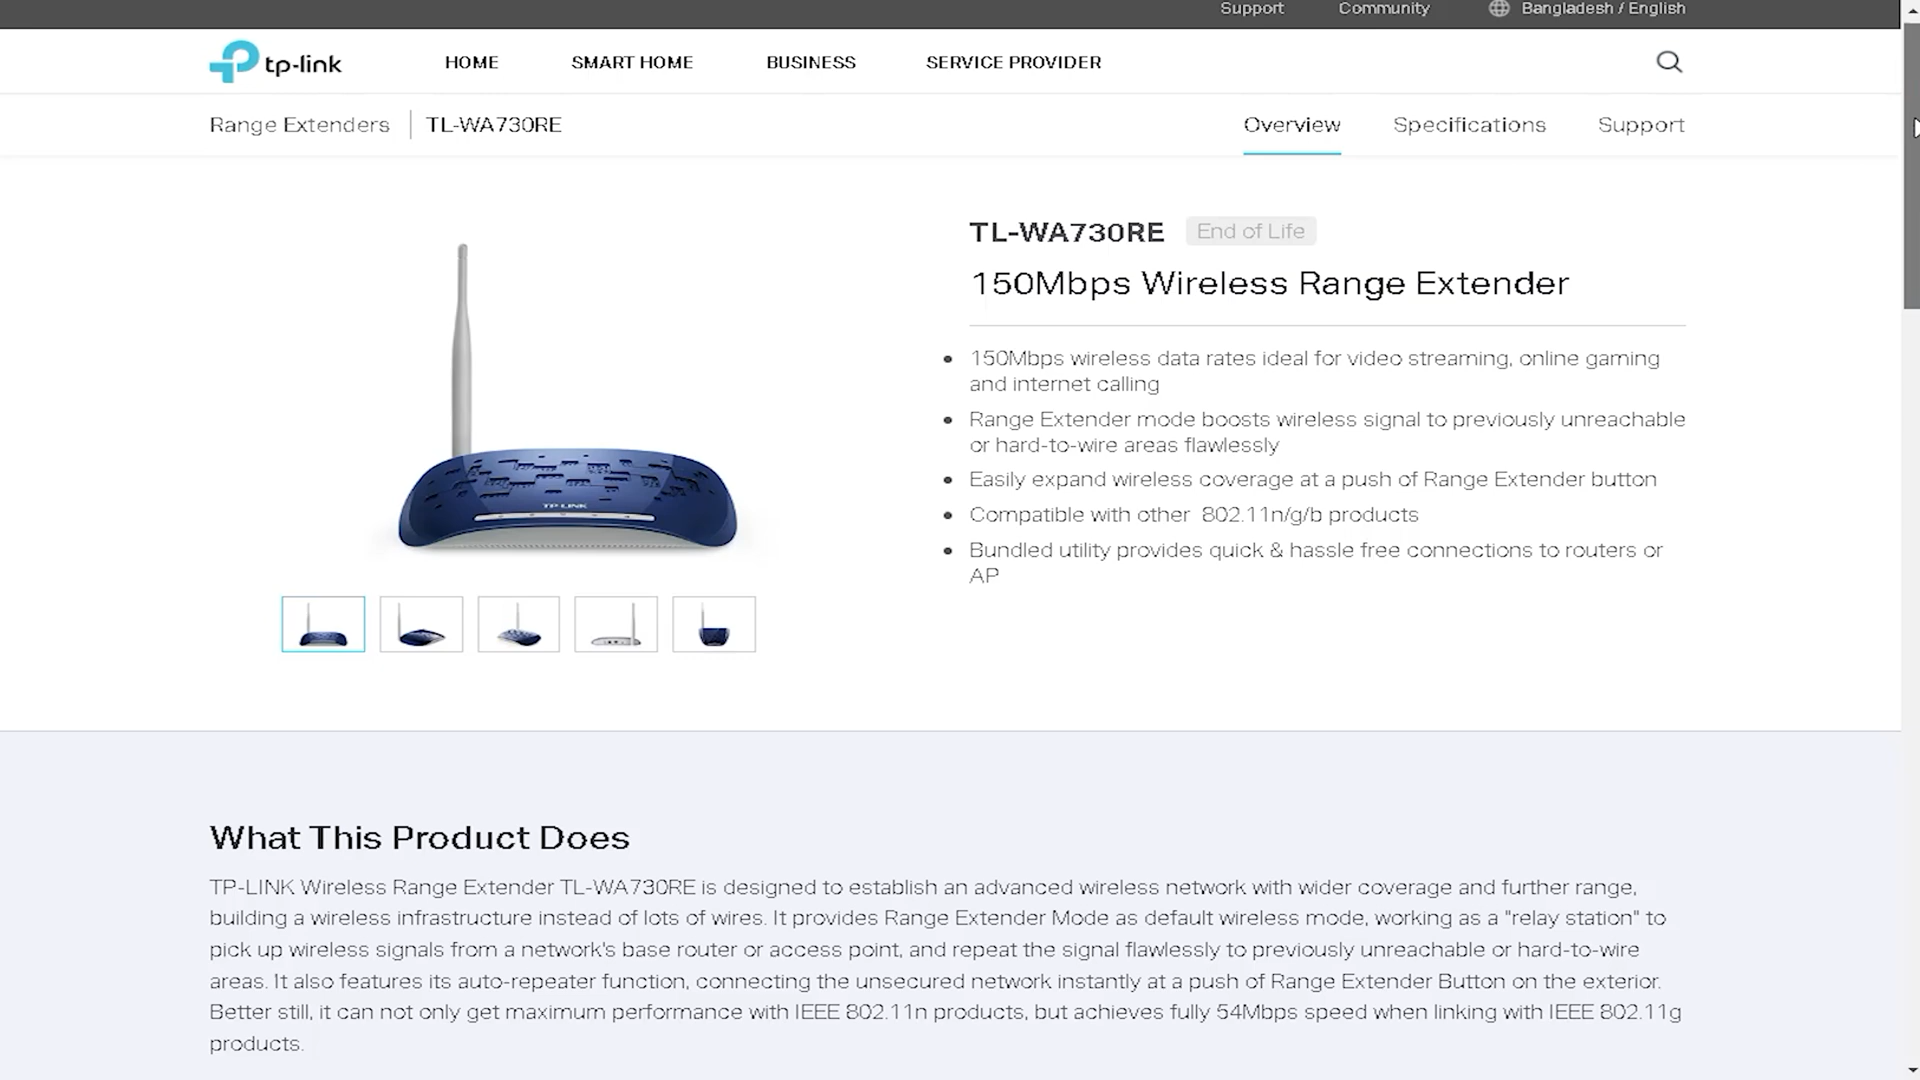 Support Community Bangladesh / English
tp-link HOME SMART HOME BUSINESS SERVICE PROVIDER
Range Extenders TL-WA730RE Overview Specifications Support
TL-WA730RE End of Life
150Mbps Wireless Range Extender
150Mbps wireless data rates ideal for video streaming, online gaming
and internet calling
Range Extender mode boosts wireless signal to previously unreachable
or hard-to-wire areas flawlessly
Easily expand wireless coverage at a push of Range Extender button
Compatible with other 802.11n/g/b products
Bundled utility provides quick & hassle free connections to routers or
AP
TP-LINK
What This Product Does
TP-LINK Wireless Range Extender TL-WA730RE is designed to establish an advanced wireless network with wider coverage and further range,
building a wireless infrastructure instead of lots of wires. It provides Range Extender Mode as default wireless mode, working as a "relay station" to
pick up wireless signals from a network's base router or access point, and repeat the signal flawlessly to previously unreachable or hard-to-wire
areas. It also features its auto-repeater function, connecting the unsecured network instantly at a push of Range Extender Button on the exterior.
Better still, it can not only get maximum performance with IEEE 802.11n products, but achieves fully 54Mbps speed when linking with IEEE 802.11g
products.